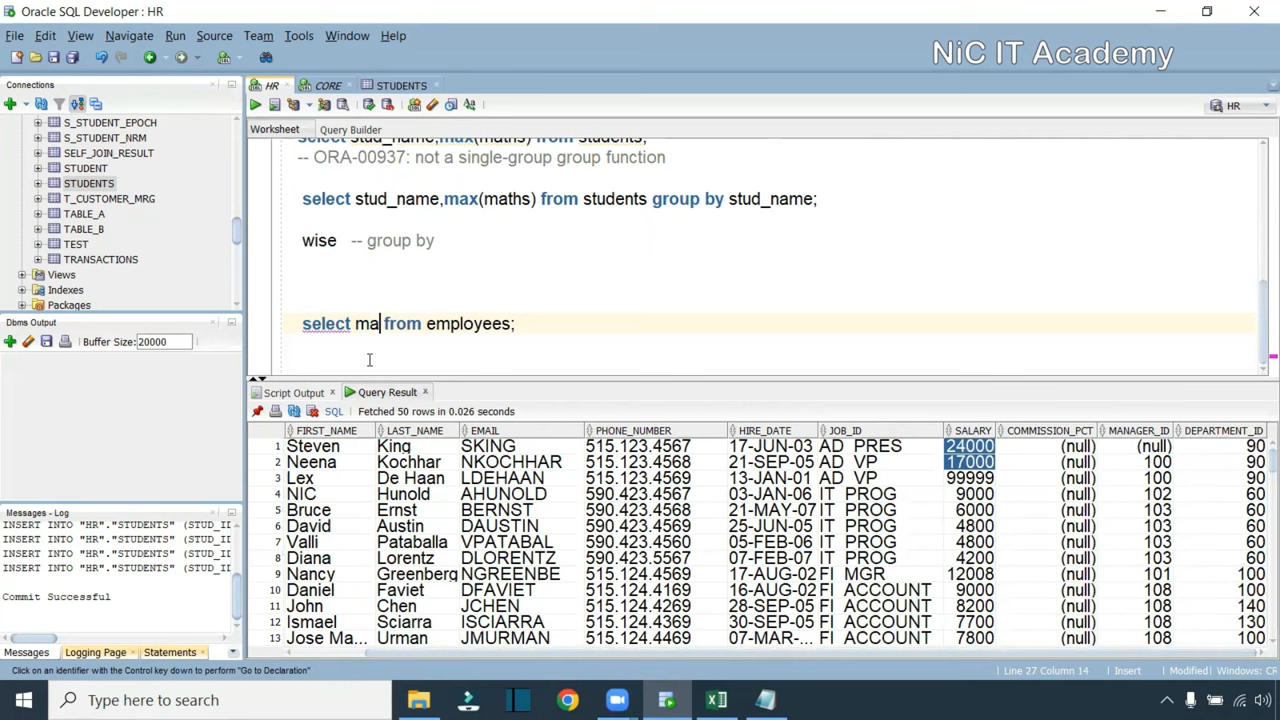 Oracle SQL Developer: HR
File Edit View Navigate Run Source Team Tools Window Help
NiC IT Academy
Connections
HR CORE STUDENTS
HR
Worksheet Query Builder
S_STUDENT_EPOCH
S_STUDENT_NRM
SELF_JOIN_RESULT
STUDENT
STUDENTS
T_CUSTOMER_MRG
TABLE_A
TABLE_B
TEST
TRANSACTIONS
Views
Indexes
Packages
select stud_name,max(maths) from students;
-- ORA-00937: not a single-group group function
select stud_name,max(maths) from students group by stud_name;
wise -- group by
select ma from employees;
Dbms Output
Buffer Size: 20000
Script Output Query Result
SQL Fetched 50 rows in 0.026 seconds
FIRST_NAME LAST_NAME EMAIL PHONE_NUMBER HIRE_DATE JOB_ID SALARY COMMISSION_PCT MANAGER_ID DEPARTMENT_ID
1 Steven King SKING 515.123.4567 17-JUN-03 AD_PRES 24000 (null) (null) 90
2 Neena Kochhar NKOCHHAR 515.123.4568 21-SEP-05 AD_VP 17000 (null) 100 90
3 Lex De Haan LDEHAAN 515.123.4569 13-JAN-01 AD_VP 99999 (null) 100 90
4 NIC Hunold AHUNOLD 590.423.4567 03-JAN-06 IT_PROG 9000 (null) 102 60
5 Bruce Ernst BERNST 590.423.4568 21-MAY-07 IT_PROG 6000 (null) 103 60
6 David Austin DAUSTIN 590.423.4569 25-JUN-05 IT_PROG 4800 (null) 103 60
7 Valli Pataballa VPATABAL 590.423.4560 05-FEB-06 IT_PROG 4800 (null) 103 60
8 Diana Lorentz DLORENTZ 590.423.5567 07-FEB-07 IT_PROG 4200 (null) 103 60
9 Nancy Greenberg NGREENBE 515.124.4569 17-AUG-02 FI_MGR 12008 (null) 101 100
10 Daniel Faviet DFAVIET 515.124.4169 16-AUG-02 FI_ACCOUNT 9000 (null) 108 100
11 John Chen JCHEN 515.124.4269 28-SEP-05 FI_ACCOUNT 8200 (null) 108 140
12 Ismael Sciarra ISCIARRA 515.124.4369 30-SEP-05 FI_ACCOUNT 7700 (null) 108 130
13 Jose Ma... Urman JMURMAN 515.124.4469 07-MAR-... FI_ACCOUNT 7800 (null) 108 100
Messages - Log
INSERT INTO "HR"."STUDENTS" (STUD_ID
INSERT INTO "HR"."STUDENTS" (STUD_ID
INSERT INTO "HR"."STUDENTS" (STUD_ID
INSERT INTO "HR"."STUDENTS" (STUD_ID
Commit Successful
Messages Logging Page Statements
Click on an identifier with the Control key down to perform "Go to Declaration"
Line 27 Column 14 Insert Modified Windows: CR
Type here to search